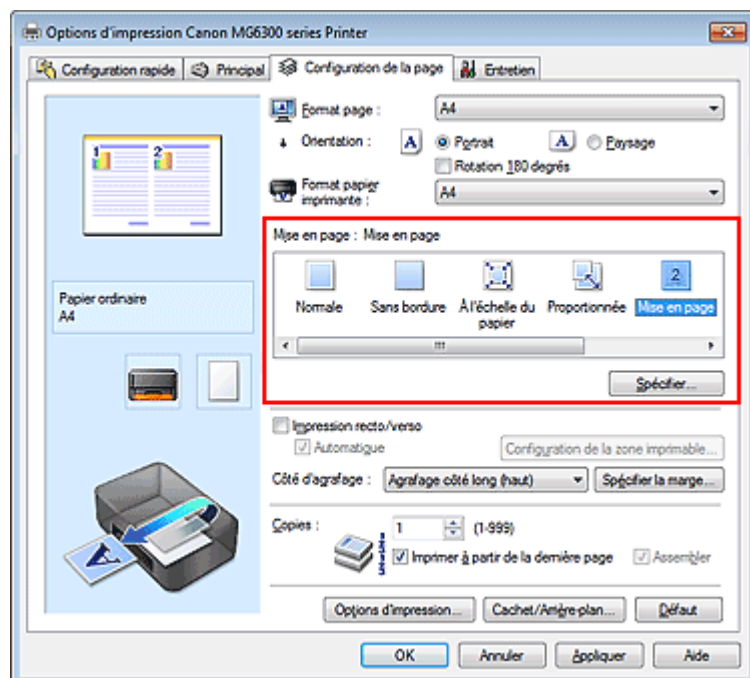 Options d'impression Canon MG6300 series Printer
Configuration rapide Principal Configuration de la page Entretien
Format page : A4
Orientation : A Portrait A Paysage
Rotation 180 degrés
Format papier
imprimante : A4
1 2
Mise en page : Mise en page
2
Normale Sans bordure À l'échelle du Proportionnée Mise en page
papier
Papier ordinaire
A4
Spécifier...
Impression recto/verso
Automatique Configuration de la zone imprimable...
Côté d'agrafage : Agrafage côté long (haut) Spécifier la marge...
Copies : 1 (1-999)
Imprimer à partir de la dernière page Assembler
A
Options d'impression... Cachet/Arrière-plan... Défaut
OK Annuler Appliquer Aide